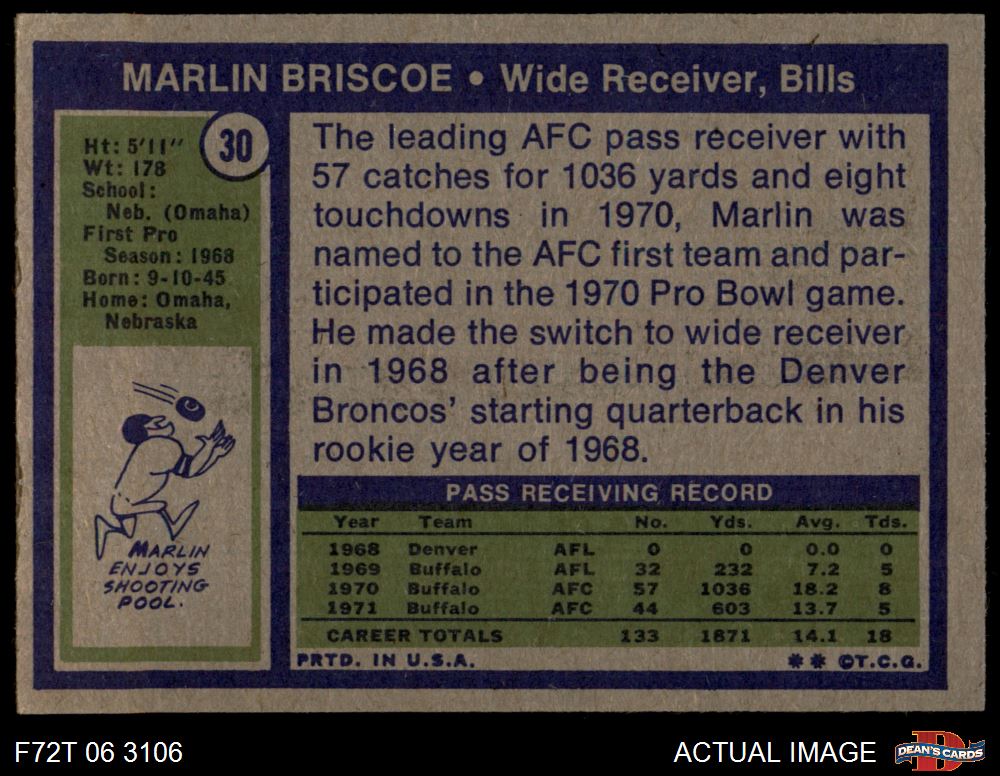 MARLIN BRISCOE • Wide Receiver, Bills
30
Ht: 5'11"
Wt: 178
School:
Neb. (Omaha)
First Pro
Season: 1968
Born: 9-10-45
Home: Omaha,
Nebraska
MARLIN
ENJOYS
SHOOTING
POOL.
The leading AFC pass receiver with
57 catches for 1036 yards and eight
touchdowns in 1970, Marlin was
named to the AFC first team and par-
ticipated in the 1970 Pro Bowl game.
He made the switch to wide receiver
in 1968 after being the Denver
Broncos' starting quarterback in his
rookie year of 1968.
PASS RECEIVING RECORD
Year Team No. Yds. Avg. Tds.
1968 Denver AFL 0 0 0.0 0
1969 Buffalo AFL 32 232 7.2 5
1970 Buffalo AFC 57 1036 18.2 8
1971 Buffalo AFC 44 603 13.7 5
CAREER TOTALS 133 1871 14.1 18
PRTD. IN U.S.A. ** ©T.C.G.
F72T 06 3106
ACTUAL IMAGE
D
DEAN'S CARDS